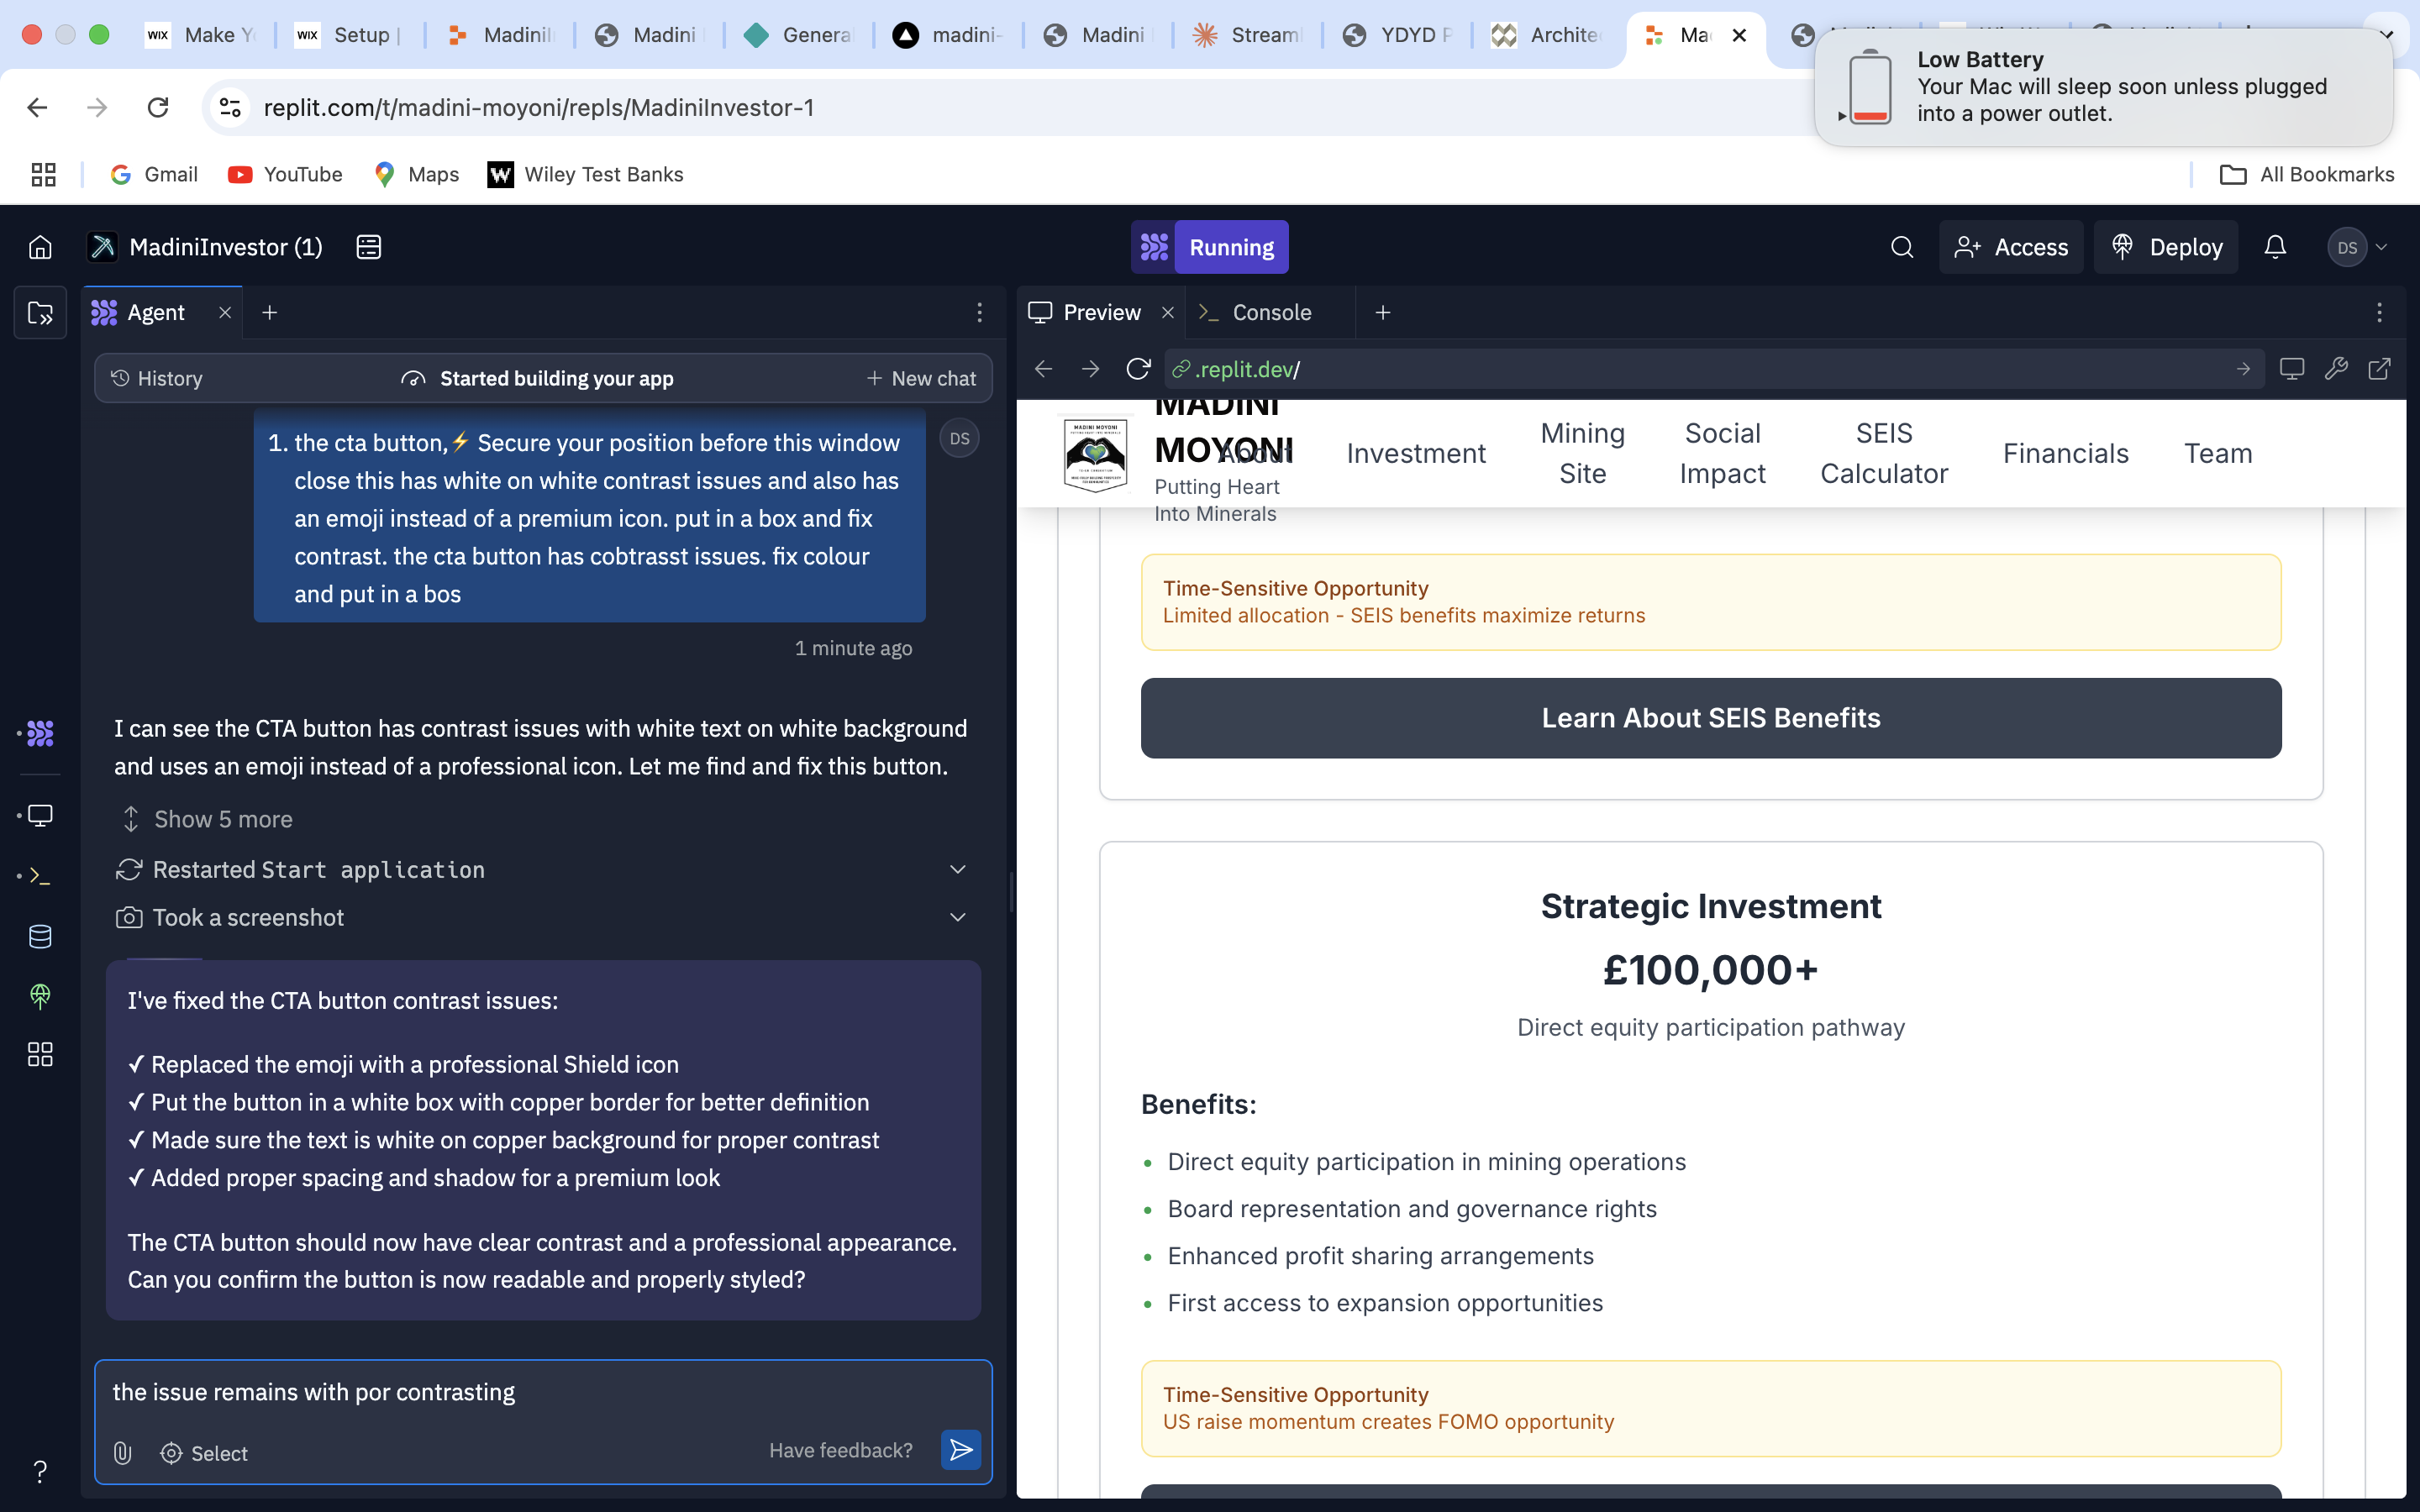 WIX Make Y
WIX Setup |
MadiniI
Madini
Genera
madini-
Madini
Streaml
YDYD P
Archite
Ma
Low Battery
Your Mac will sleep soon unless plugged
into a power outlet.
replit.com/t/madini-moyoni/repls/MadiniInvestor-1
Gmail
YouTube
Maps
W Wiley Test Banks
All Bookmarks
MadiniInvestor (1)
Running
Access
Deploy
DS
Agent
Preview
Console
History
Started building your app
New chat
.replit.dev/
1. the cta button,⚡ Secure your position before this window
close this has white on white contrast issues and also has
an emoji instead of a premium icon. put in a box and fix
contrast. the cta button has cobtrasst issues. fix colour
and put in a bos
DS
1 minute ago
I can see the CTA button has contrast issues with white text on white background
and uses an emoji instead of a professional icon. Let me find and fix this button.
Show 5 more
Restarted Start application
Took a screenshot
I've fixed the CTA button contrast issues:
✓ Replaced the emoji with a professional Shield icon
✓ Put the button in a white box with copper border for better definition
✓ Made sure the text is white on copper background for proper contrast
✓ Added proper spacing and shadow for a premium look
The CTA button should now have clear contrast and a professional appearance.
Can you confirm the button is now readable and properly styled?
the issue remains with por contrasting
Select
Have feedback?
MADINI MOYONI
MADINI
MOYONI
Putting Heart
Into Minerals
About
Investment
Mining
Site
Social
Impact
SEIS
Calculator
Financials
Team
Time-Sensitive Opportunity
Limited allocation - SEIS benefits maximize returns
Learn About SEIS Benefits
Strategic Investment
£100,000+
Direct equity participation pathway
Benefits:
• Direct equity participation in mining operations
• Board representation and governance rights
• Enhanced profit sharing arrangements
• First access to expansion opportunities
Time-Sensitive Opportunity
US raise momentum creates FOMO opportunity